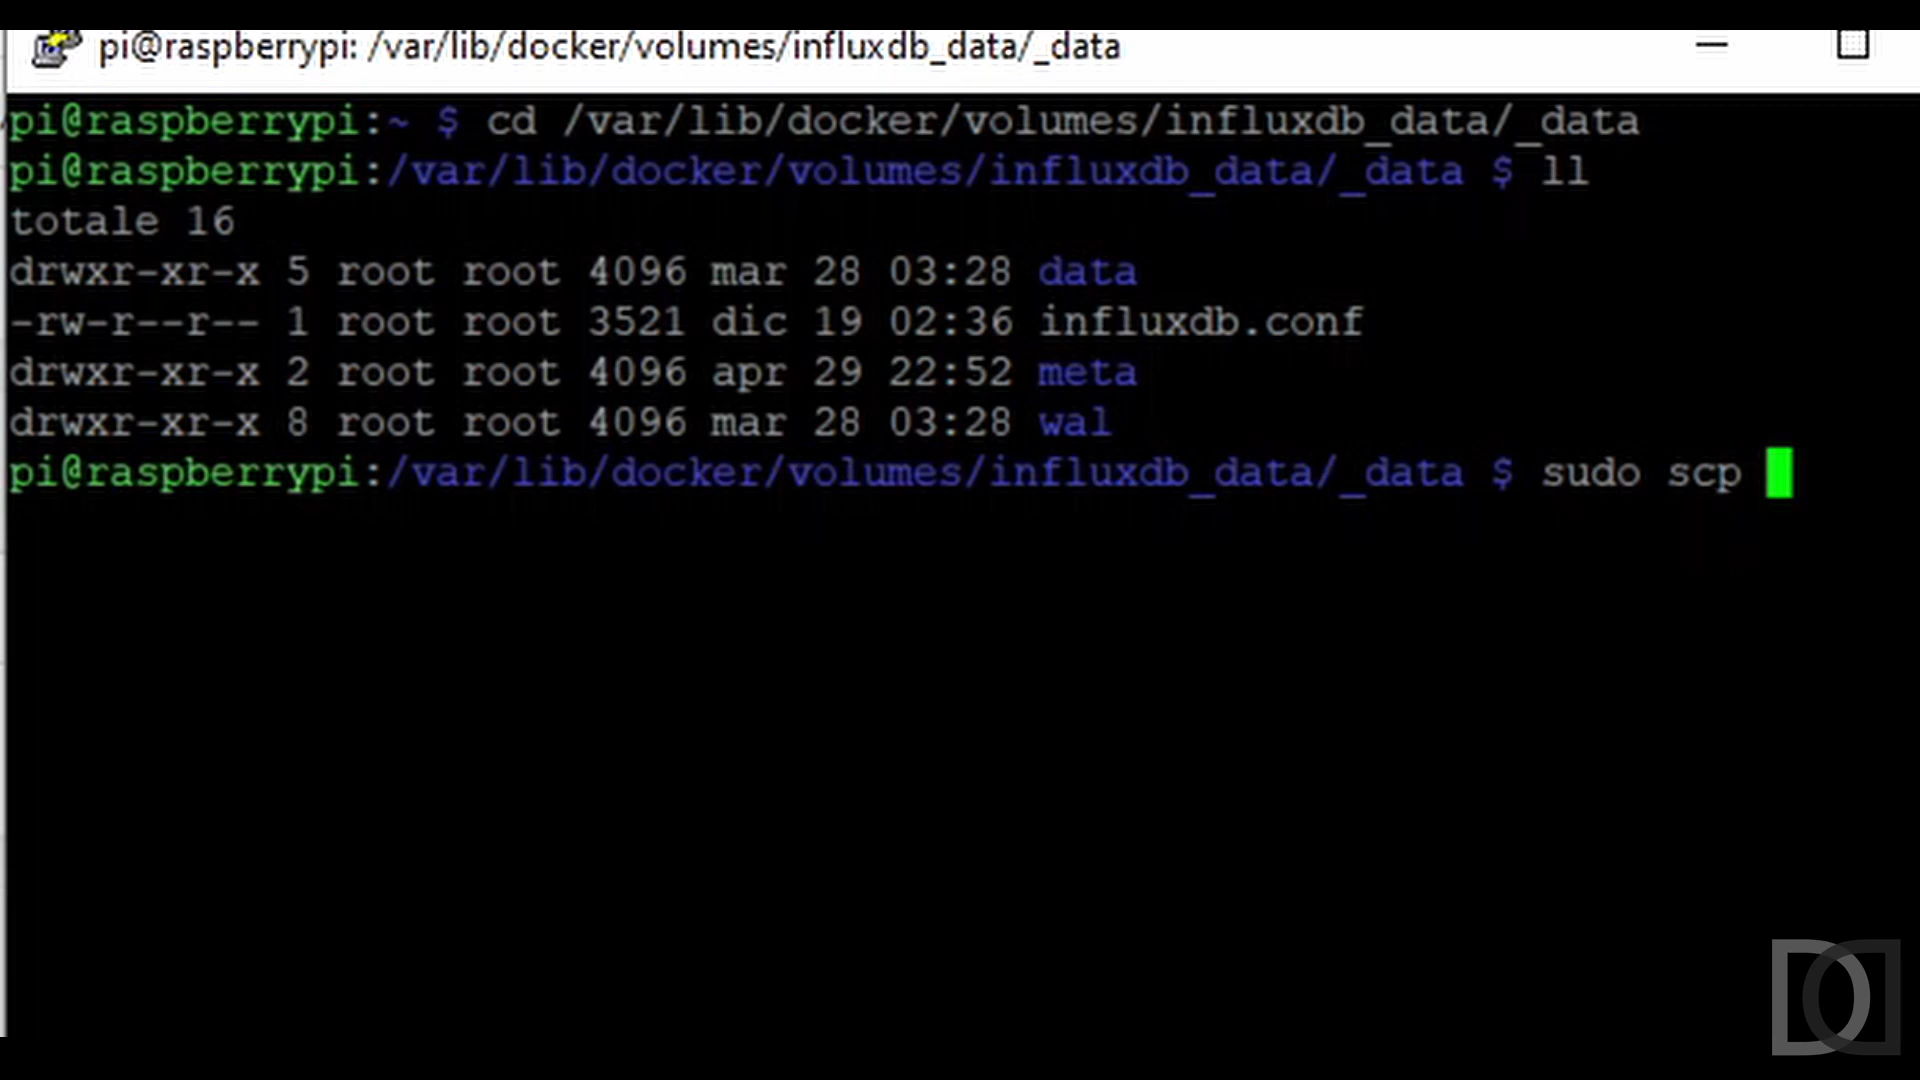 pi@raspberrypi: /var/lib/docker/volumes/influxdb_data/_data
pi@raspberrypi:~ $ cd /var/lib/docker/volumes/influxdb_data/_data
pi@raspberrypi:/var/lib/docker/volumes/influxdb_data/_data $ ll
totale 16
drwxr-xr-x 5 root root 4096 mar 28 03:28 data
-rw-r--r-- 1 root root 3521 dic 19 02:36 influxdb.conf
drwxr-xr-x 2 root root 4096 apr 29 22:52 meta
drwxr-xr-x 8 root root 4096 mar 28 03:28 wal
pi@raspberrypi:/var/lib/docker/volumes/influxdb_data/_data $ sudo scp